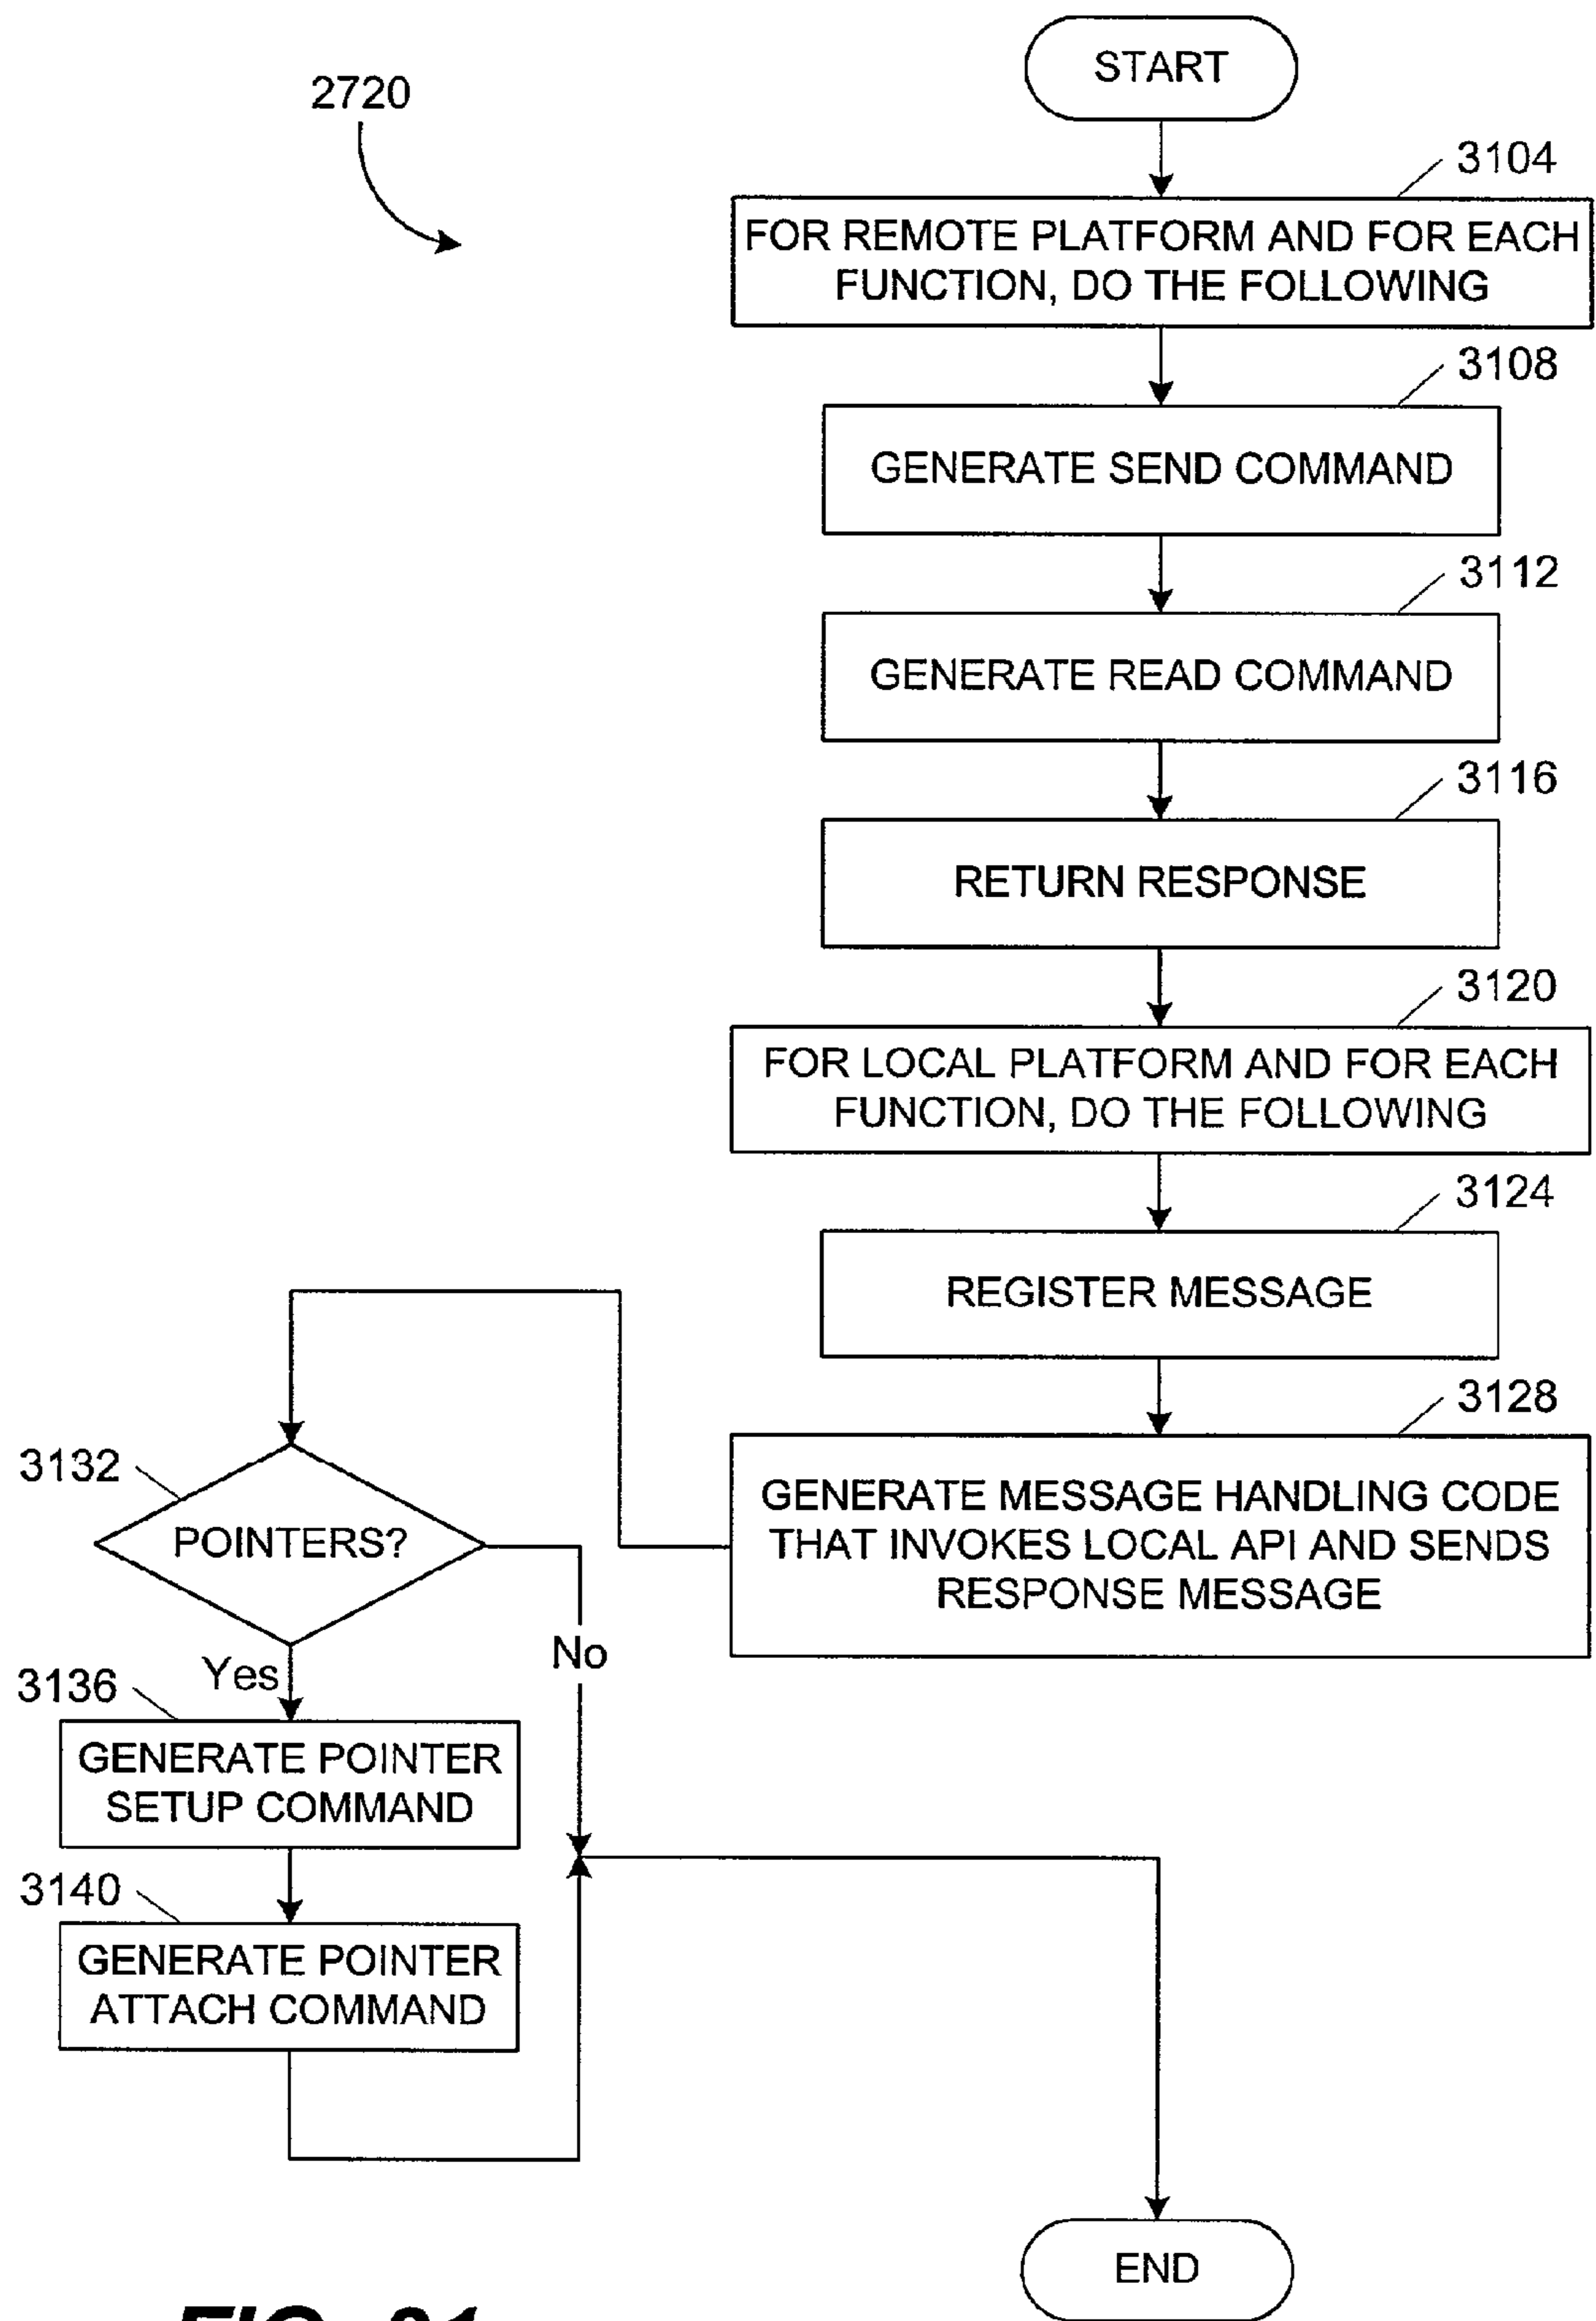 START
2720
3104
FOR REMOTE PLATFORM AND FOR EACH
FUNCTION, DO THE FOLLOWING
3108
GENERATE SEND COMMAND
3112
GENERATE READ COMMAND
3116
RETURN RESPONSE
3120
FOR LOCAL PLATFORM AND FOR EACH
FUNCTION, DO THE FOLLOWING
3124
REGISTER MESSAGE
3128
GENERATE MESSAGE HANDLING CODE
THAT INVOKES LOCAL API AND SENDS
RESPONSE MESSAGE
3132
POINTERS?
No
Yes
3136
GENERATE POINTER
SETUP COMMAND
3140
GENERATE POINTER
ATTACH COMMAND
END